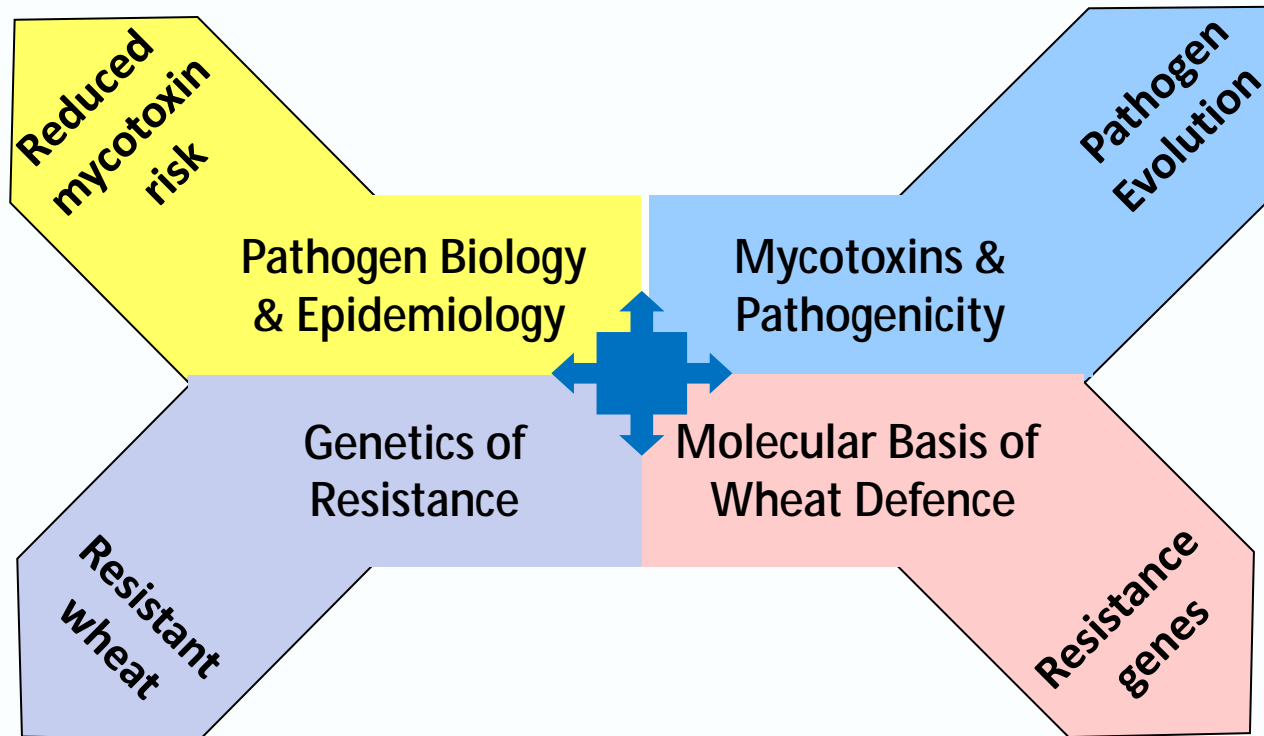 Reduced
mycotoxin
risk
Pathogen
Evolution
Pathogen Biology
& Epidemiology
Mycotoxins &
Pathogenicity
Genetics of
Resistance
Molecular Basis of
Wheat Defence
Resistant
wheat
Resistance
genes